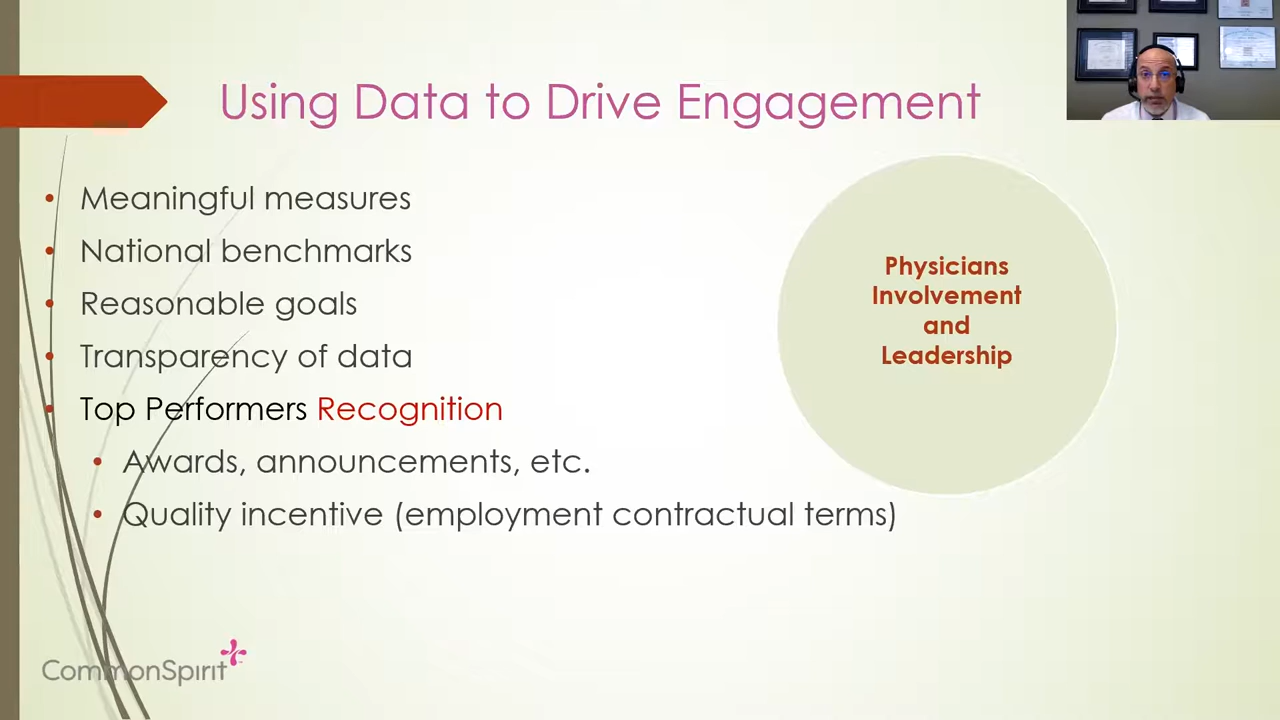 Using Data to Drive Engagement
• Meaningful measures
• National benchmarks
• Reasonable goals
• Transparency of data
• Top Performers Recognition
• Awards, announcements, etc.
• Quality incentive (employment contractual terms)
Physicians
Involvement
and
Leadership
CommonSpirit